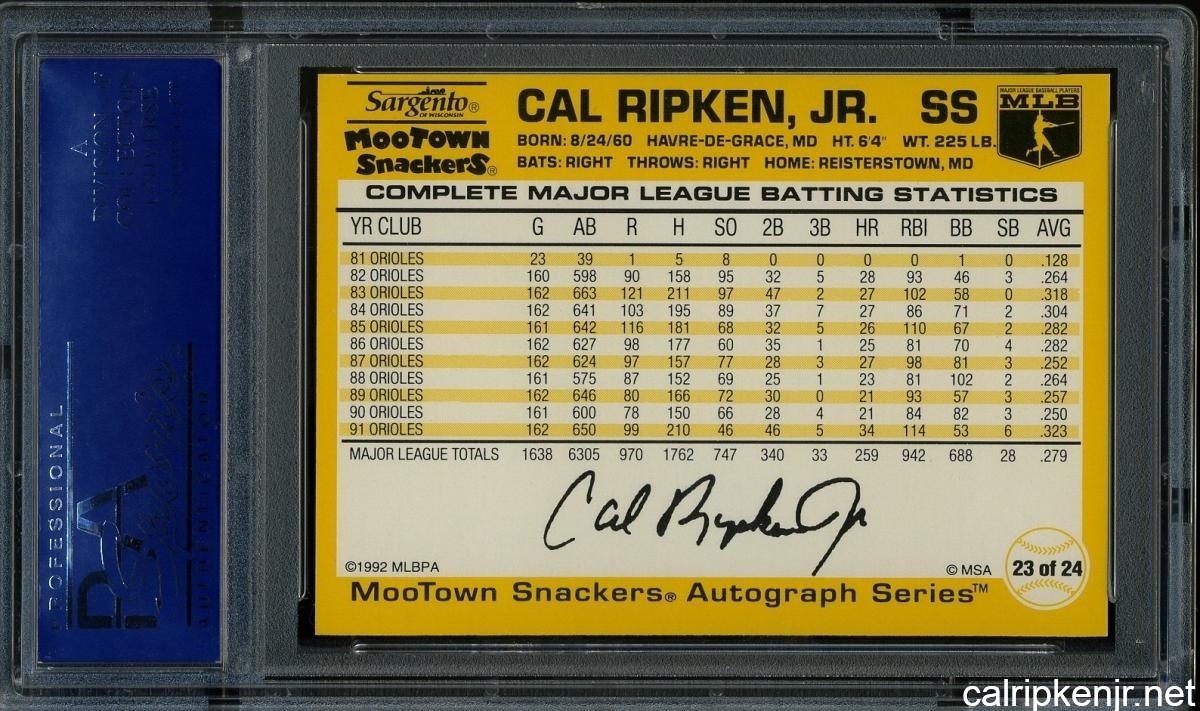 A
DIVISION OF
COLLECTORS
UNIVERSE
PROFESSIONAL
PSA
Sports
AUTHENTICATOR
Sargento®
OF WISCONSIN
MooTown
Snackers®
CAL RIPKEN, JR. SS
BORN: 8/24/60 HAVRE-DE-GRACE, MD HT. 6'4" WT. 225 LB.
BATS: RIGHT THROWS: RIGHT HOME: REISTERSTOWN, MD
MAJOR LEAGUE BASEBALL PLAYERS
MLB
COMPLETE MAJOR LEAGUE BATTING STATISTICS
YR CLUB G AB R H SO 2B 3B HR RBI BB SB AVG
81 ORIOLES 23 39 1 5 8 0 0 0 0 1 0 .128
82 ORIOLES 160 598 90 158 95 32 5 28 93 46 3 .264
83 ORIOLES 162 663 121 211 97 47 2 27 102 58 0 .318
84 ORIOLES 162 641 103 195 89 37 7 27 86 71 2 .304
85 ORIOLES 161 642 116 181 68 32 5 26 110 67 2 .282
86 ORIOLES 162 627 98 177 60 35 1 25 81 70 4 .282
87 ORIOLES 162 624 97 157 77 28 3 27 98 81 3 .252
88 ORIOLES 161 575 87 152 69 25 1 23 81 102 2 .264
89 ORIOLES 162 646 80 166 72 30 0 21 93 57 3 .257
90 ORIOLES 161 600 78 150 66 28 4 21 84 82 3 .250
91 ORIOLES 162 650 99 210 46 46 5 34 114 53 6 .323
MAJOR LEAGUE TOTALS 1638 6305 970 1762 747 340 33 259 942 688 28 .279
Cal Ripken Jr
©1992 MLBPA
© MSA
23 of 24
MooTown Snackers® Autograph Series™
calripkenjr.net